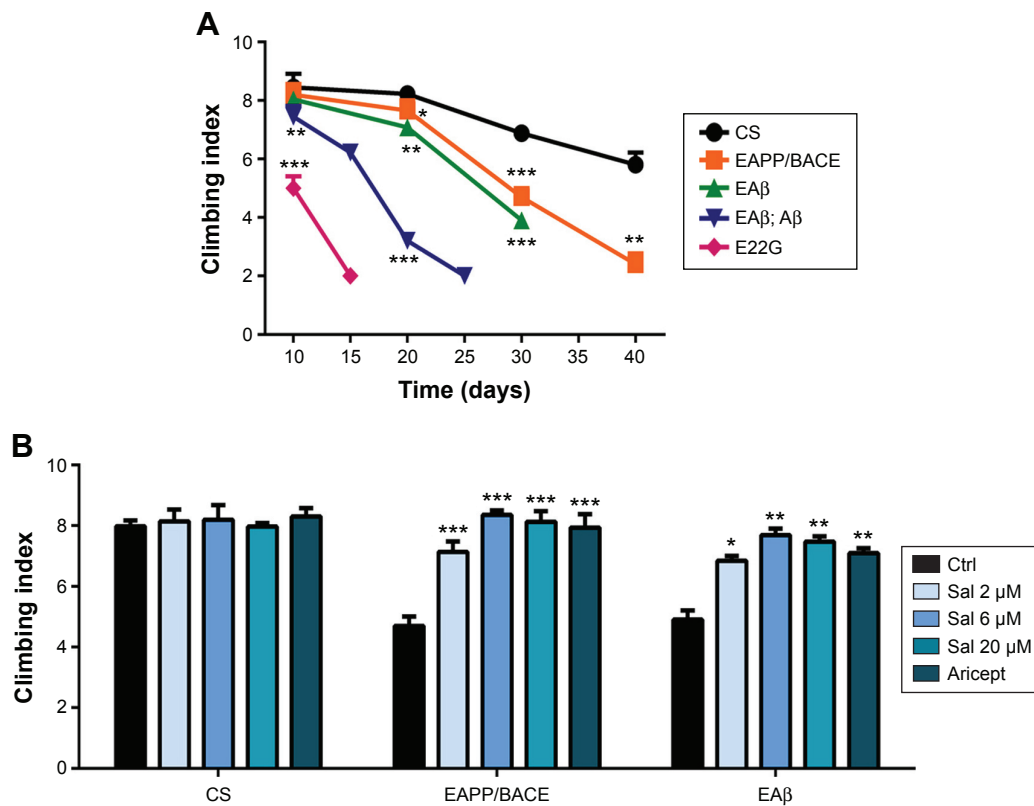 A
10
8
6
4
2
0
Climbing index
*
**
**
***
***
***
***
**
10 15 20 25 30 35 40
Time (days)
CS
EAPP/BACE
EAβ
EAβ; Aβ
E22G
B
10
8
6
4
2
0
Climbing index
*** *** *** ***
* ** ** **
CS EAPP/BACE EAβ
Ctrl
Sal 2 µM
Sal 6 µM
Sal 20 µM
Aricept